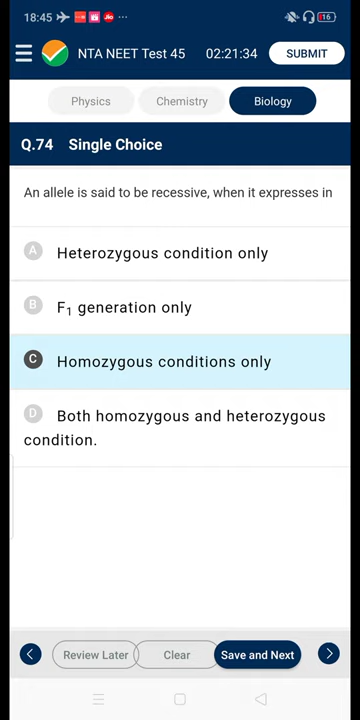 18:45 Jio ... 16
NTA NEET Test 45 02:21:34 SUBMIT
Physics Chemistry Biology
Q.74 Single Choice
An allele is said to be recessive, when it expresses in
A Heterozygous condition only
B F₁ generation only
C Homozygous conditions only
D Both homozygous and heterozygous
condition.
Review Later Clear Save and Next